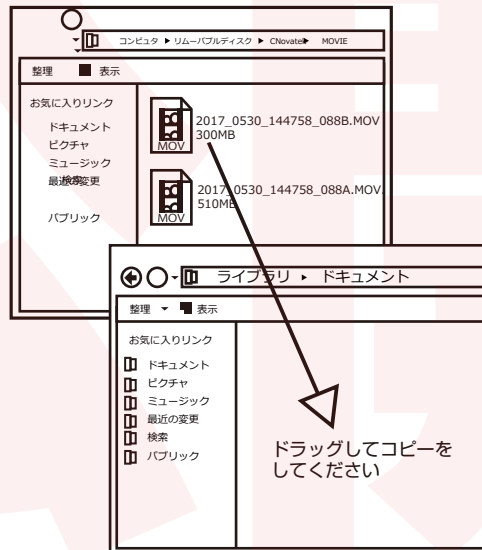 コンピュタ ▶ リムーバブルディスク ▶ CNovatek▶ MOVIE
整理 表示
お気に入りリンク
ドキュメント
ピクチャ
ミュージック
最近の変更
検索
パブリック
2017_0530_144758_088B.MOV
300MB
MOV
2017_0530_144758_088A.MOV
510MB
MOV
ライブラリ ▶ ドキュメント
整理 ▼ 表示
お気に入りリンク
ドキュメント
ピクチャ
ミュージック
最近の変更
検索
パブリック
ドラッグしてコピーを
してください